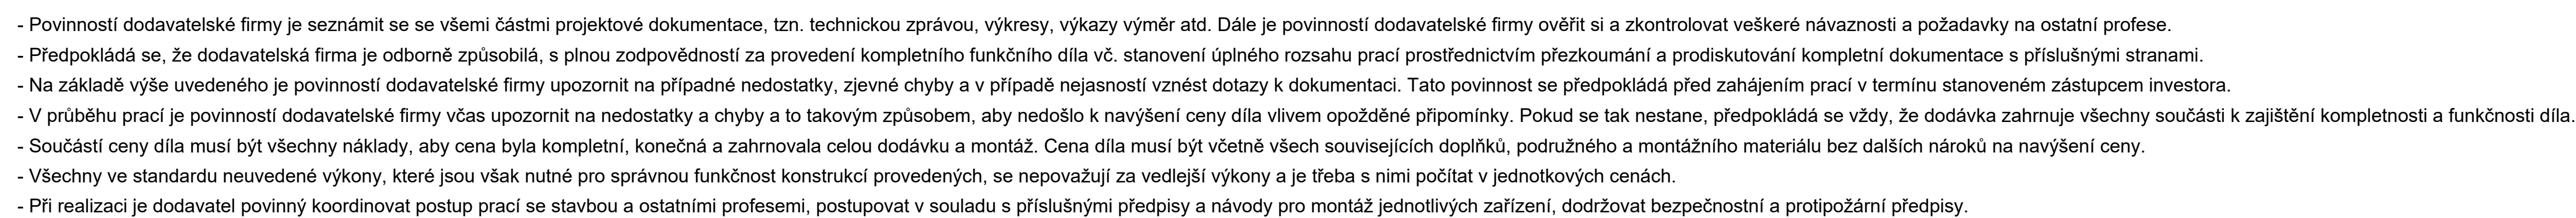 - Povinností dodavatelské firmy je seznámit se se všemi částmi projektové dokumentace, tzn. technickou zprávou, výkresy, výkazy výměr atd. Dále je povinností dodavatelské firmy ověřit si a zkontrolovat veškeré návaznosti a požadavky na ostatní profese.
- Předpokládá se, že dodavatelská firma je odborně způsobilá, s plnou zodpovědností za provedení kompletního funkčního díla vč. stanovení úplného rozsahu prací prostřednictvím přezkoumání a prodiskutování kompletní dokumentace s příslušnými stranami.
- Na základě výše uvedeného je povinností dodavatelské firmy upozornit na případné nedostatky, zjevné chyby a v případě nejasností vznést dotazy k dokumentaci. Tato povinnost se předpokládá před zahájením prací v termínu stanoveném zástupcem investora.
- V průběhu prací je povinností dodavatelské firmy včas upozornit na nedostatky a chyby a to takovým způsobem, aby nedošlo k navýšení ceny díla vlivem opožděné připomínky. Pokud se tak nestane, předpokládá se vždy, že dodávka zahrnuje všechny součásti k zajištění kompletnosti a funkčnosti díla.
- Součástí ceny díla musí být všechny náklady, aby cena byla kompletní, konečná a zahrnovala celou dodávku a montáž. Cena díla musí být včetně všech souvisejících doplňků, podružného a montážního materiálu bez dalších nároků na navýšení ceny.
- Všechny ve standardu neuvedené výkony, které jsou však nutné pro správnou funkčnost konstrukcí provedených, se nepovažují za vedlejší výkony a je třeba s nimi počítat v jednotkových cenách.
- Při realizaci je dodavatel povinný koordinovat postup prací se stavbou a ostatními profesemi, postupovat v souladu s příslušnými předpisy a návody pro montáž jednotlivých zařízení, dodržovat bezpečnostní a protipožární předpisy.